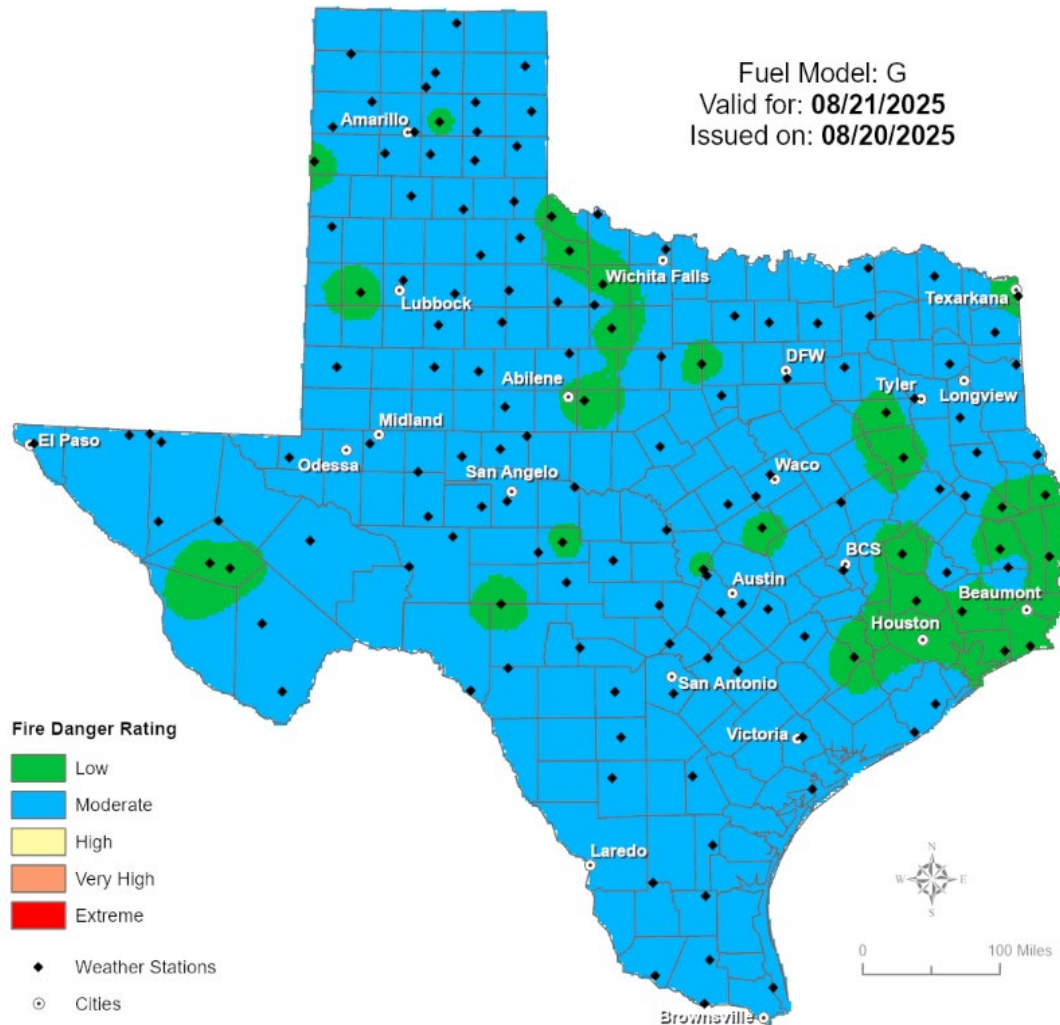 Fuel Model: G
Valid for: 08/21/2025
Issued on: 08/20/2025
Amarillo
Wichita Falls
Lubbock
Texarkana
DFW
Abilene
Tyler
Longview
Midland
El Paso
Odessa
San Angelo
Waco
BCS
Austin
Beaumont
Houston
San Antonio
Victoria
Laredo
Brownsville
Fire Danger Rating
Low
Moderate
High
Very High
Extreme
Weather Stations
Cities
N
W E
S
0 100 Miles